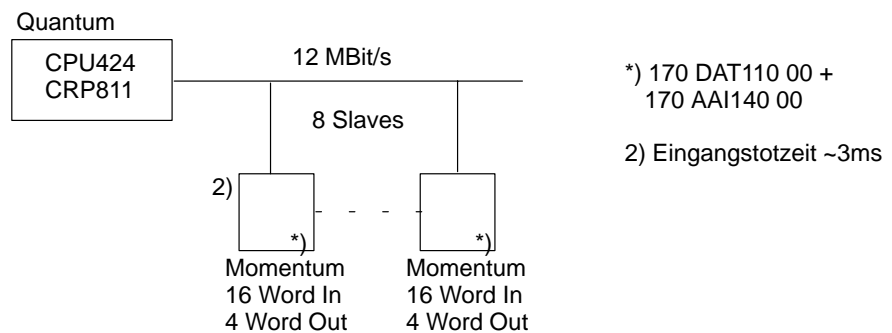 Quantum
CPU424
CRP811
12 MBit/s
8 Slaves
*) 170 DAT110 00 +
170 AAI140 00
2) Eingangstotzeit ~3ms
2)
*)
*)
Momentum
16 Word In
4 Word Out
Momentum
16 Word In
4 Word Out